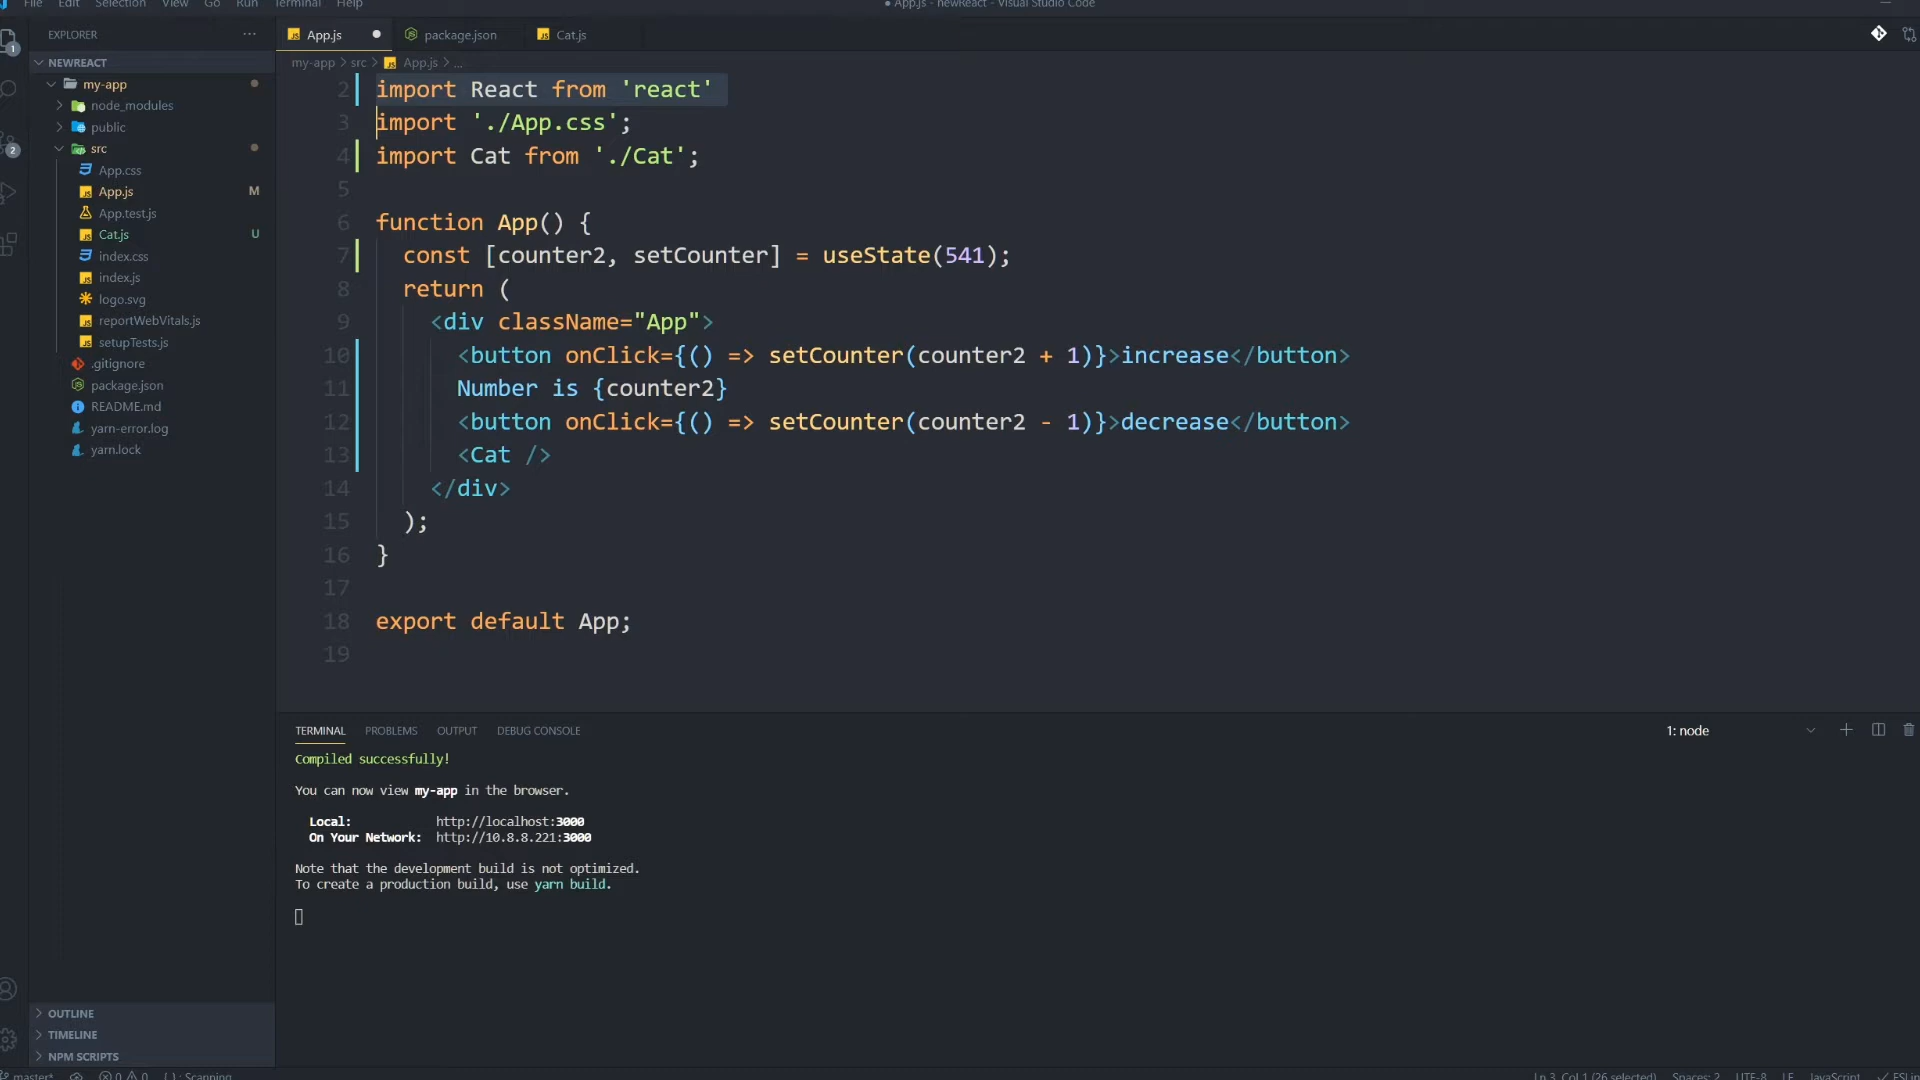 File Edit Selection View Go Run Terminal Help
● App.js - newReact - Visual Studio Code
EXPLORER ···
App.js
package.json
Cat.js
NEWREACT
my-app
node_modules
public
src
App.css
App.js M
App.test.js
Cat.js U
index.css
index.js
logo.svg
reportWebVitals.js
setupTests.js
.gitignore
package.json
README.md
yarn-error.log
yarn.lock
OUTLINE
TIMELINE
NPM SCRIPTS
1
2
my-app > src > App.js > ...
2 import React from 'react'
3 import './App.css';
4 import Cat from './Cat';
5
6 function App() {
7 const [counter2, setCounter] = useState(541);
8 return (
9 <div className="App">
10 <button onClick={() => setCounter(counter2 + 1)}>increase</button>
11 Number is {counter2}
12 <button onClick={() => setCounter(counter2 - 1)}>decrease</button>
13 <Cat />
14 </div>
15 );
16 }
17
18 export default App;
19
TERMINAL PROBLEMS OUTPUT DEBUG CONSOLE
1: node
Compiled successfully!
You can now view my-app in the browser.
Local: http://localhost:3000
On Your Network: http://10.8.8.221:3000
Note that the development build is not optimized.
To create a production build, use yarn build.
master* 0 0 { } : Scanning
Ln 3, Col 1 (26 selected) Spaces: 2 UTF-8 LF JavaScript